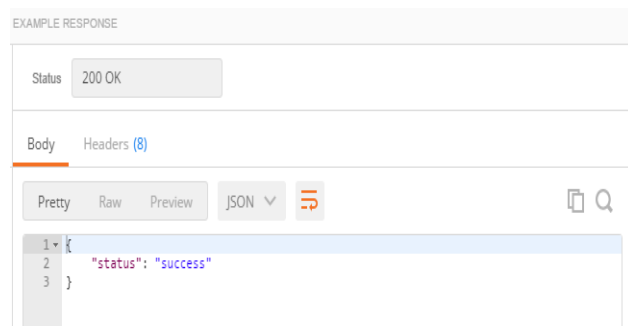 EXAMPLE RESPONSE
Status 200 OK
Body Headers (8)
Pretty Raw Preview JSON
1 {
2 "status": "success"
3 }